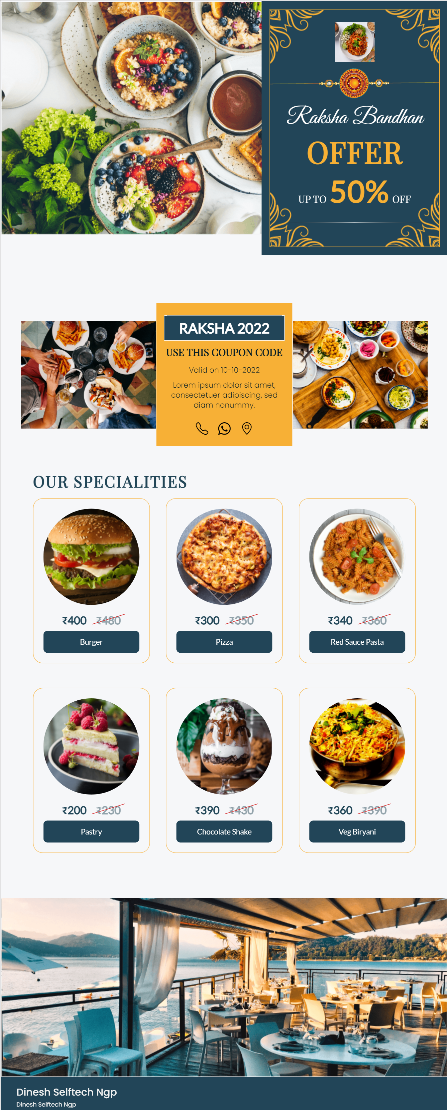 Raksha Bandhan
OFFER
UP TO 50% OFF
RAKSHA 2022
USE THIS COUPON CODE
Valid on 10-10-2022
Lorem ipsum dolor sit amet,
consectetuer adipiscing, sed
diam nonummy.
OUR SPECIALITIES
₹400 ₹480
Burger
₹300 ₹350
Pizza
₹340 ₹360
Red Sauce Pasta
₹200 ₹230
Pastry
₹390 ₹430
Chocolate Shake
₹360 ₹390
Veg Biryani
Dinesh Selftech Ngp
Dinesh Selftech Ngp